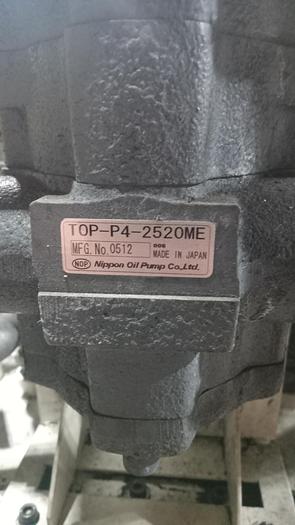 TOP-P4-2520ME
MFG.No.0512 006 MADE IN JAPAN
NOP Nippon Oil Pump Co.,Ltd.